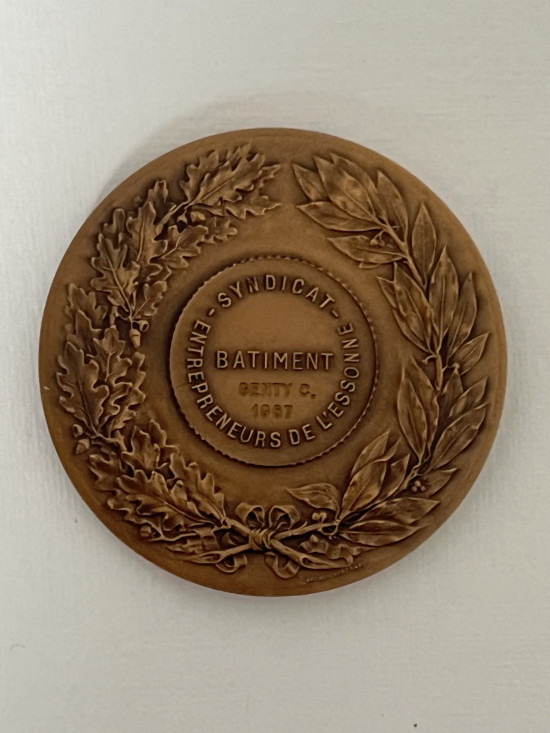 - SYNDICAT -
ENTREPRENEURS DE L'ESSONNE
BATIMENT
GENTY C.
1967